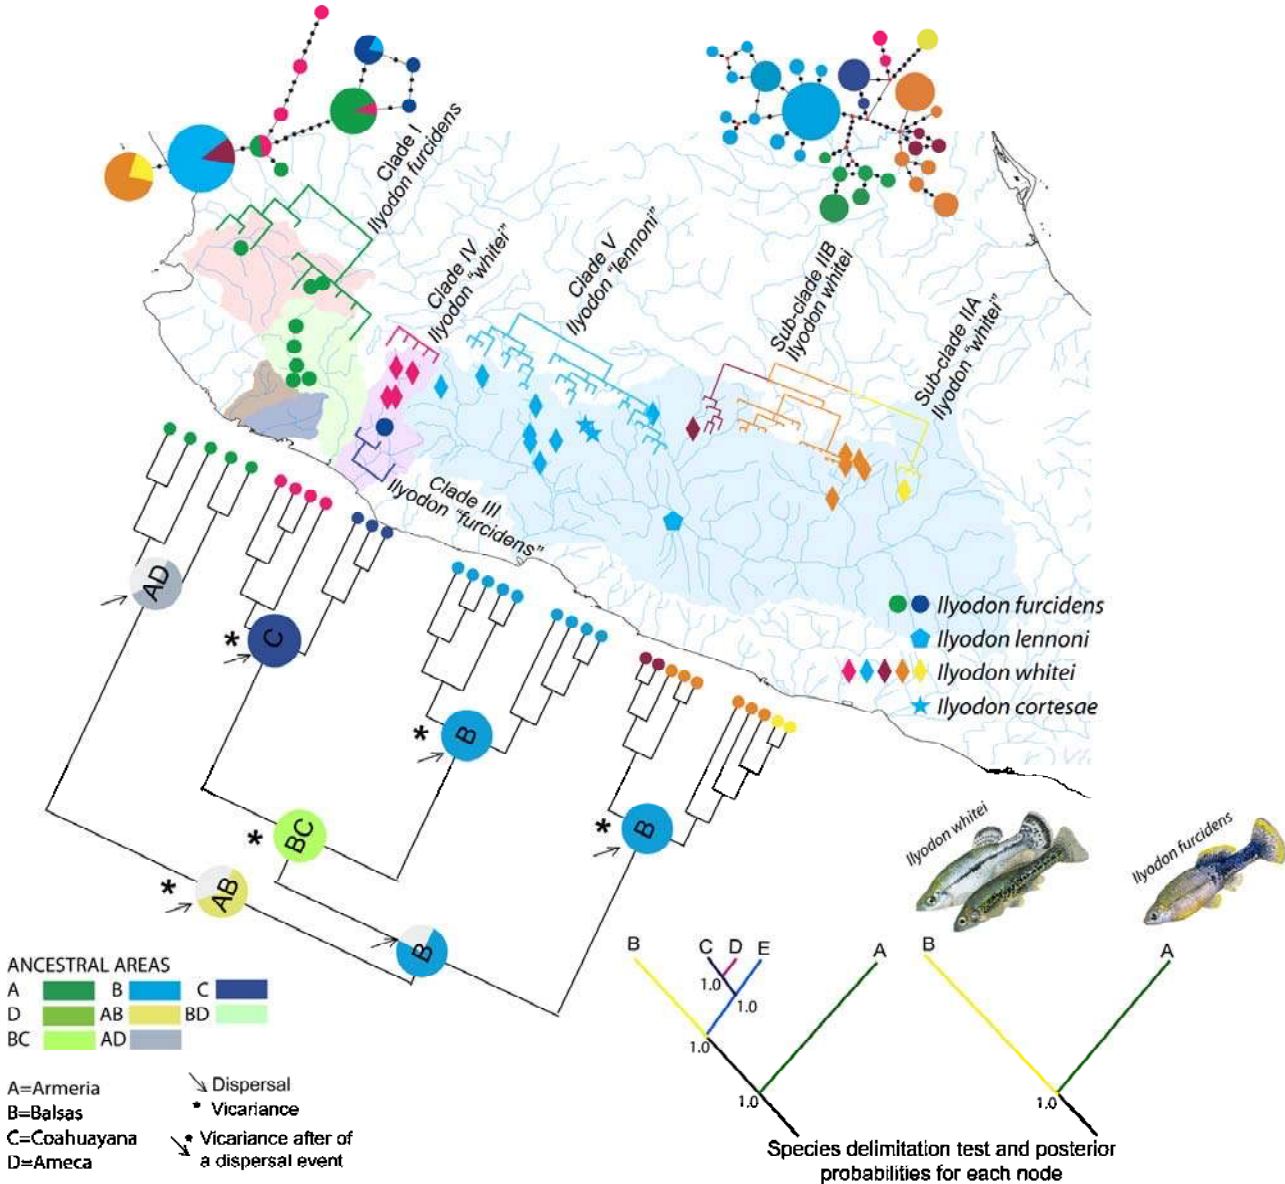 Clade I
Ilyodon furcidens
Clade IV
Ilyodon "whitei"
Clade V
Ilyodon "lennoni"
Sub-clade IIB
Ilyodon whitei
Sub-clade IIA
Ilyodon "whitei"
Clade III
Ilyodon "furcidens"
Ilyodon furcidens
Ilyodon lennoni
Ilyodon whitei
Ilyodon cortesae
AD
* C
* B
* B
* BC
* AB
B
Ilyodon whitei
Ilyodon furcidens
B C D E A
1.0
1.0
1.0
1.0
B A
1.0
Species delimitation test and posterior
probabilities for each node
ANCESTRAL AREAS
A B C
D AB BD
BC AD
A=Armeria
B=Balsas
C=Coahuayana
D=Ameca
Dispersal
* Vicariance
* Vicariance after of
a dispersal event